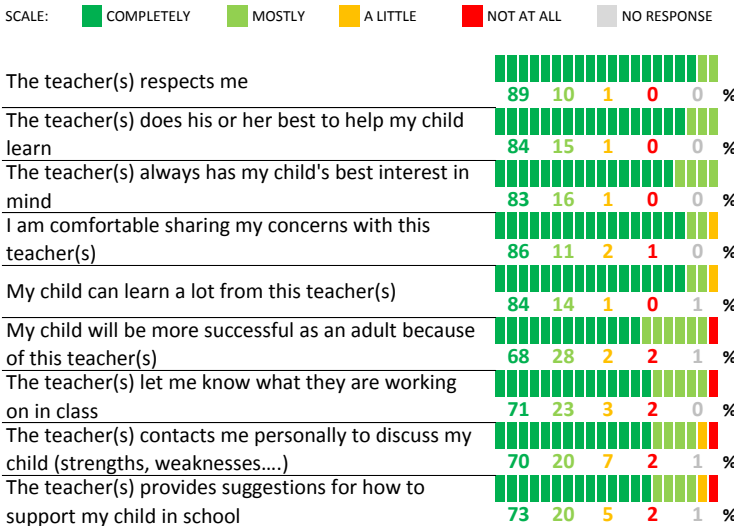 SCALE: COMPLETELY MOSTLY A LITTLE NOT AT ALL NO RESPONSE
The teacher(s) respects me
89 10 1 0 0 %
The teacher(s) does his or her best to help my child
learn
84 15 1 0 0 %
The teacher(s) always has my child's best interest in
mind
83 16 1 0 0 %
I am comfortable sharing my concerns with this
teacher(s)
86 11 2 1 0 %
My child can learn a lot from this teacher(s)
84 14 1 0 1 %
My child will be more successful as an adult because
of this teacher(s)
68 28 2 2 1 %
The teacher(s) let me know what they are working
on in class
71 23 3 2 0 %
The teacher(s) contacts me personally to discuss my
child (strengths, weaknesses....)
70 20 7 2 1 %
The teacher(s) provides suggestions for how to
support my child in school
73 20 5 2 1 %